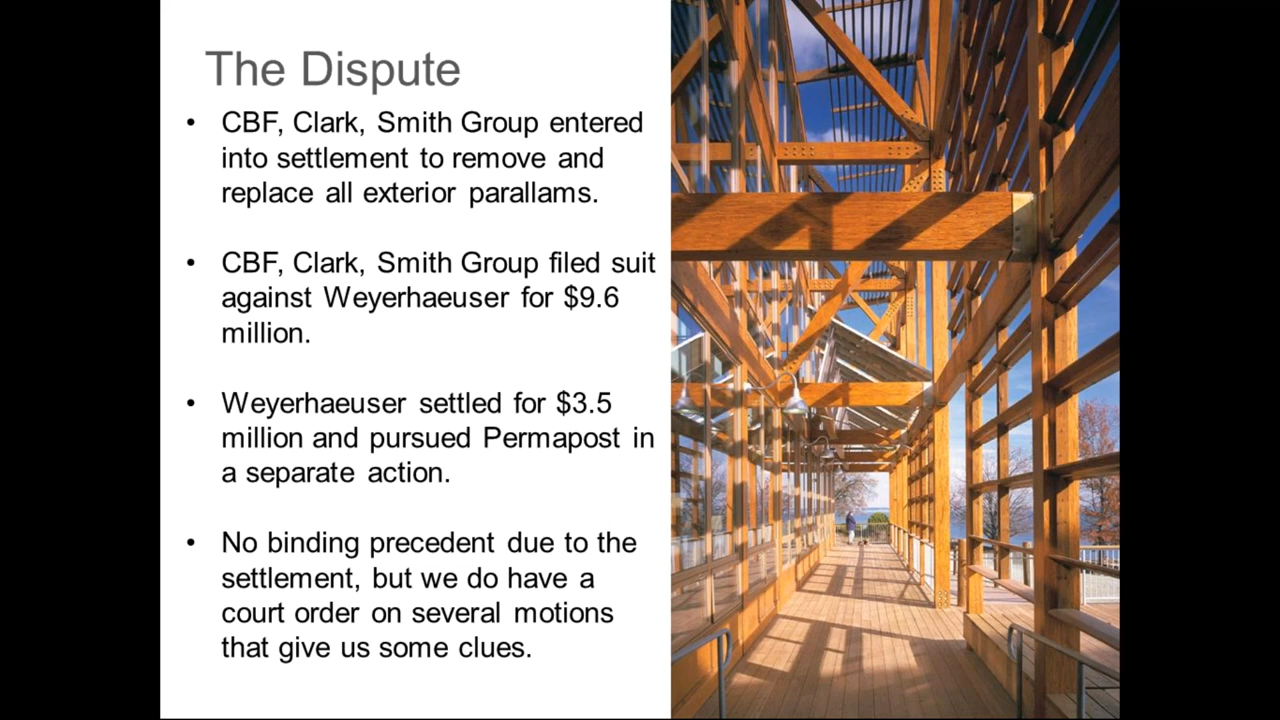 The Dispute
• CBF, Clark, Smith Group entered
into settlement to remove and
replace all exterior parallams.
• CBF, Clark, Smith Group filed suit
against Weyerhaeuser for $9.6
million.
• Weyerhaeuser settled for $3.5
million and pursued Permapost in
a separate action.
• No binding precedent due to the
settlement, but we do have a
court order on several motions
that give us some clues.